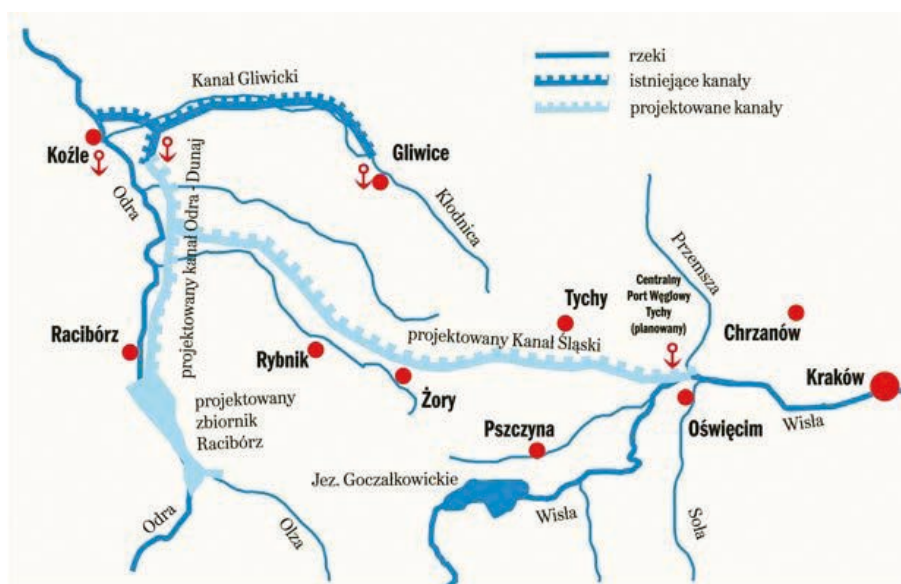 rzeki
istniejące kanały
projektowane kanały
Kanał Gliwicki
Koźle
Gliwice
Odra
Kłodnica
projektowany kanał Odra - Dunaj
Przemsza
Centralny
Port Węglowy
Tychy
(planowany)
Tychy
Chrzanów
Racibórz
projektowany Kanał Śląski
Rybnik
Żory
Kraków
projektowany
zbiornik
Racibórz
Oświęcim
Wisła
Pszczyna
Jez. Goczałkowickie
Odra
Olza
Wisła
Soła